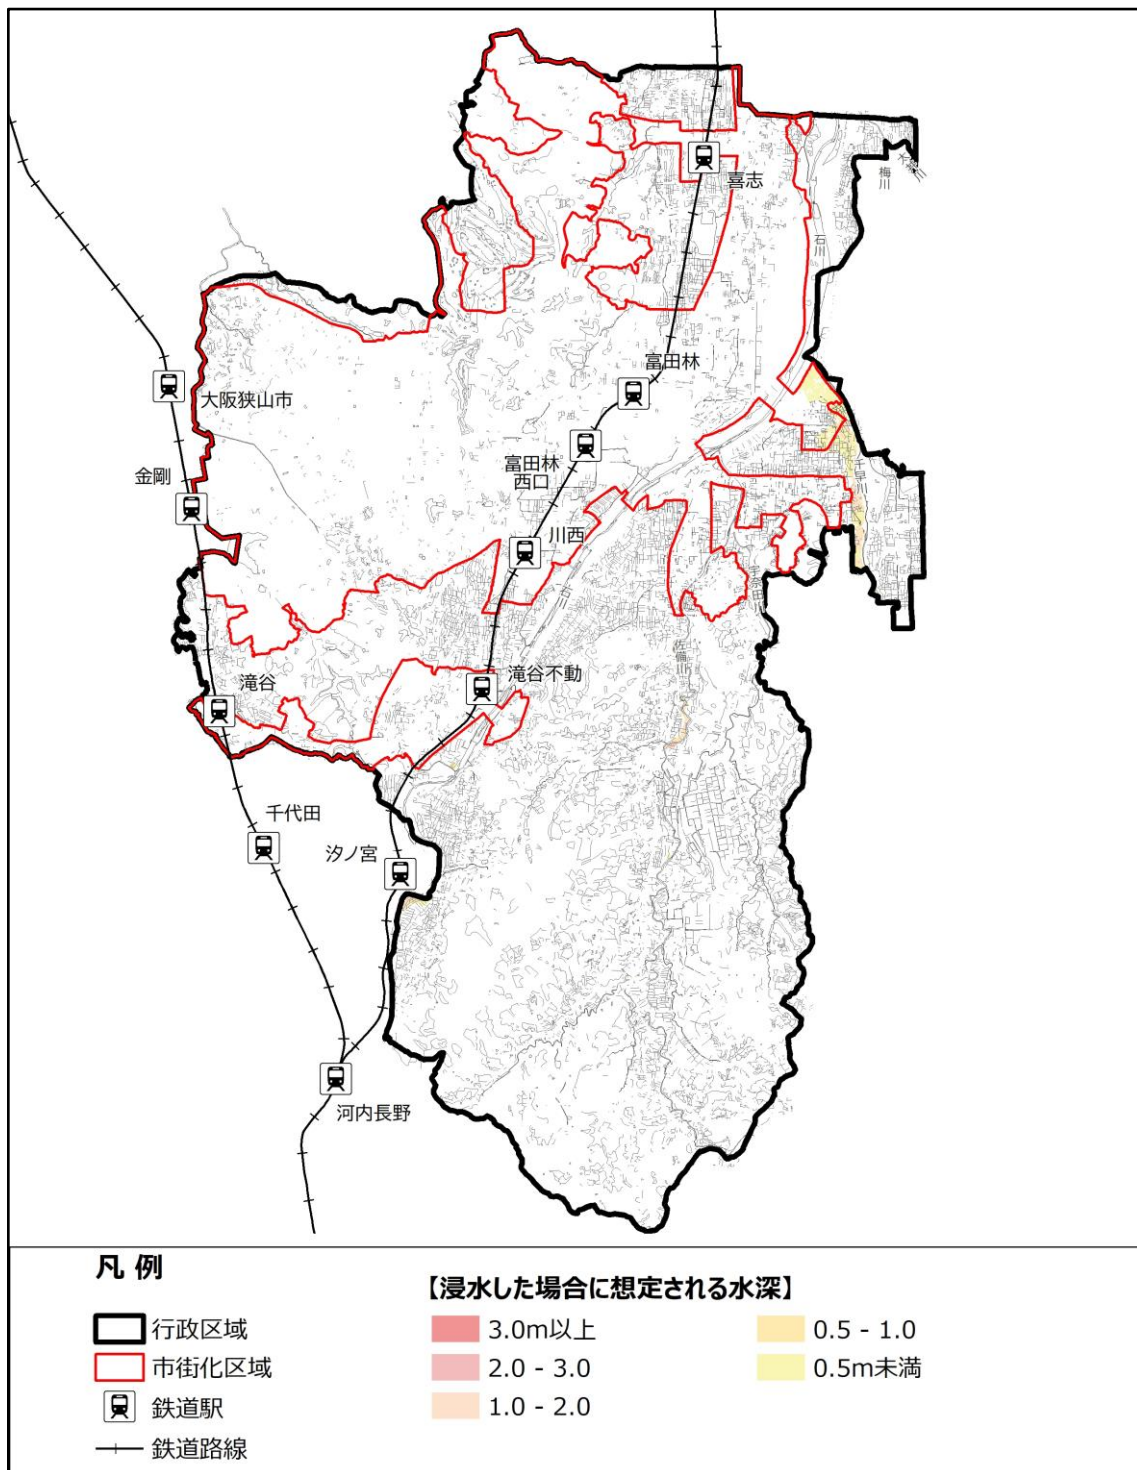 梅川
喜志
石川
富田林
大阪狭山市
富田林
西口
金剛
千早川
川西
石川
佐備川
滝谷不動
滝谷
千代田
汐ノ宮
河内長野
凡 例
行政区域
市街化区域
鉄道駅
鉄道路線
【浸水した場合に想定される水深】
3.0m以上
2.0 - 3.0
1.0 - 2.0
0.5 - 1.0
0.5m未満